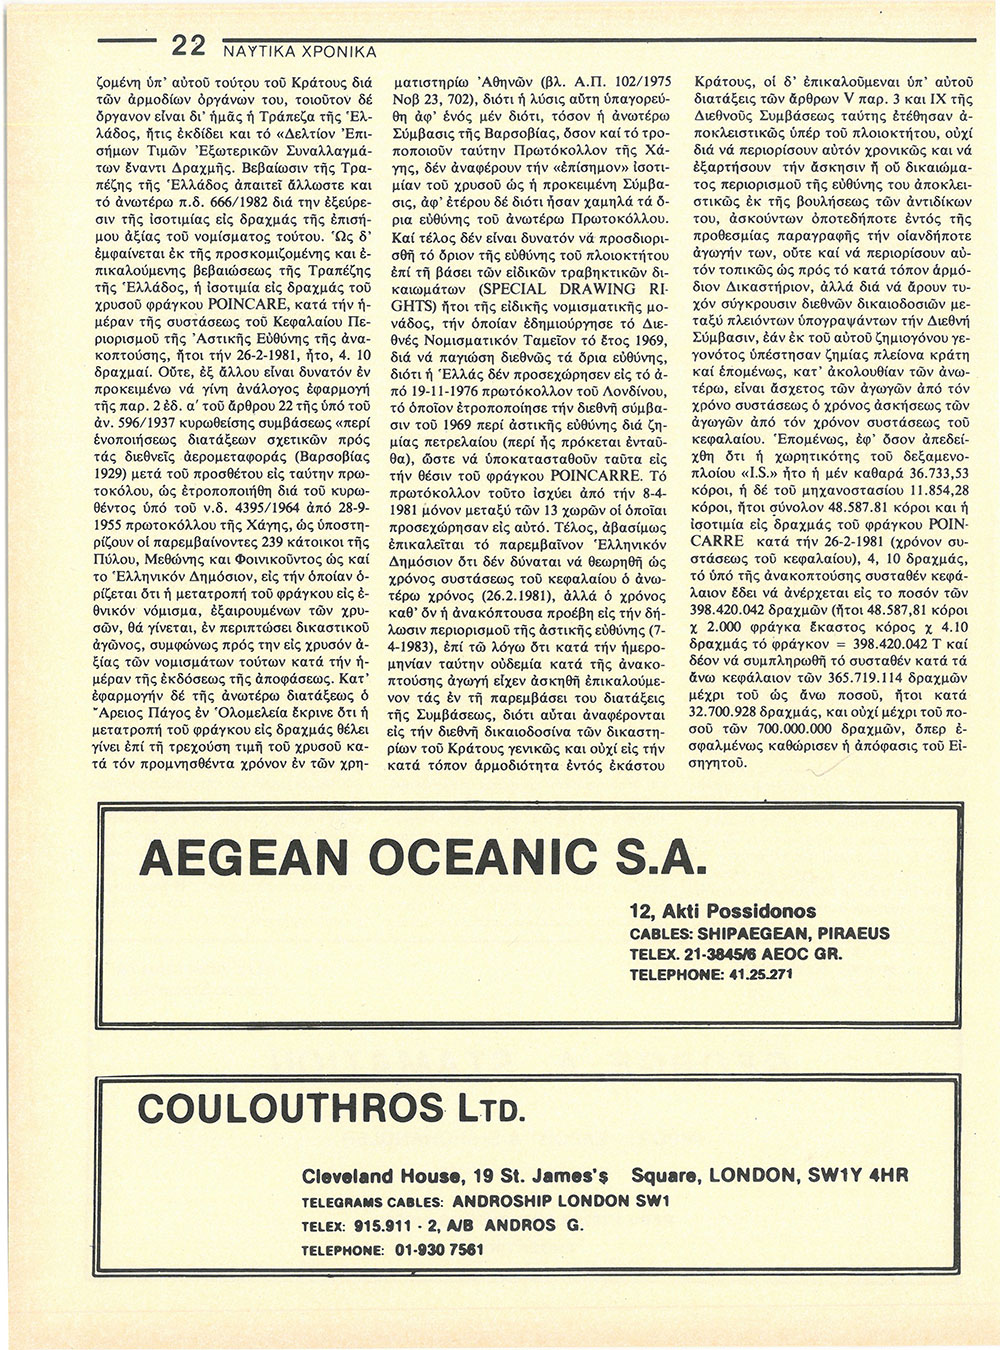 22 ΝΑΥΤΙΚΑ ΧΡΟΝΙΚΑ
ζομένη ὑπ' αὐτοῦ τούτου τοῦ Κράτους διά
τῶν ἁρμοδίων ὀργάνων του, τοιοῦτον δέ
ὄργανον εἶναι δι' ἡμᾶς ἡ Τράπεζα τῆς Ἑλ-
λάδος, ἥτις ἐκδίδει καί τό «Δελτίον Ἐπι-
σήμων Τιμῶν Ἐξωτερικῶν Συναλλαγμά-
των ἔναντι Δραχμῆς. Βεβαίωσιν τῆς Τρα-
πέζης τῆς Ἑλλάδος ἀπαιτεῖ ἄλλωστε και
τό ἀνωτέρω π.δ. 666/1982 διά την ἐξεύρε-
σιν τῆς ἰσοτιμίας εἰς δραχμάς τῆς ἐπισή-
μου ἀξίας τοῦ νομίσματος τούτου. Ὡς δ'
ἐμφαίνεται ἐκ τῆς προσκομιζομένης και ἐ-
πικαλούμενης βεβαιώσεως τῆς Τραπέζης
τῆς Ἑλλάδος, ἡ ἰσοτιμία εἰς δραχμάς τοῦ
χρυσοῦ φράγκου POINCARE, κατά τήν ἡ-
μέραν τῆς συστάσεως τοῦ Κεφαλαίου Πε-
ριορισμοῦ τῆς Ἀστικῆς Εὐθύνης τῆς ἀνα-
κοπτούσης, ἤτοι τήν 26-2-1981, ἦτο, 4. 10
δραχμαί. Οὔτε, ἐξ ἄλλου εἶναι δυνατόν ἐν
προκειμένω νά γίνη ἀνάλογος ἐφαρμογή
τῆς παρ. 2 ἐδ. α' τοῦ ἄρθρου 22 τῆς ὑπό τοῦ
ἀν. 596/1937 κυρωθείσης συμβάσεως «περί
ἑνοποιήσεως διατάξεων σχετικῶν πρός
τάς διεθνεῖς ἀερομεταφοράς (Βαρσοβίας
1929) μετά τοῦ προσθέτου εἰς ταύτην πρω-
τοκόλου, ὡς ἐτροποποιήθη διά τοῦ κυρω-
θέντος ὑπό τοῦ ν.δ. 4395/1964 ἀπό 28-9-
1955 πρωτοκόλλου τῆς Χάγης, ὡς ὑποστη-
ρίζουν οἱ παρεμβαίνοντες 239 κάτοικοι τῆς
Πύλου, Μεθώνης και Φοινικοῦντος ὡς καί
το Ἑλληνικόν Δημόσιον, εἰς τήν ὁποίαν ὁ-
ρίζεται ὅτι ἡ μετατροπή τοῦ φράγκου εἰς ἐ-
θνικόν νόμισμα, ἐξαιρουμένων τῶν χρυ-
σῶν, θά γίνεται, ἐν περιπτώσει δικαστικοῦ
ἀγῶνος, συμφώνως πρός την εἰς χρυσόν ἀ-
ξίας τῶν νομισμάτων τούτων κατά τήν ἡ-
μέραν τῆς ἐκδόσεως τῆς ἀποφάσεως. Κατ'
ἐφαρμογήν δέ τῆς ἀνωτέρω διατάξεως ὁ
Ἄρειος Πάγος ἐν Ὁλομελεία ἔκρινε ὅτι ἡ
μετατροπή τοῦ φράγκου εἰς δραχμάς θέλει
γίνει ἐπί τῆ τρεχούση τιμῆ τοῦ χρυσοῦ κα-
τά τόν προμνησθέντα χρόνον ἐν τῶν χρη-
ματιστηρίω Ἀθηνῶν (βλ. Α.Π. 102/1975
Νοβ 23, 702), διότι ἡ λύσις αὕτη ὑπαγορεύ-
θη ἀφ' ἑνός μέν διότι, τόσον ἡ ἀνωτέρω
Σύμβασις τῆς Βαρσοβίας, ὅσον καί τό τρο-
ποποιοῦν ταύτην Πρωτόκολλον τῆς Χά-
γης, δέν ἀναφέρουν τήν «ἐπίσημον» ἰσοτι-
μίαν τοῦ χρυσοῦ ὡς ἡ προκειμένη Σύμβα-
σις, ἀφ' ἑτέρου δέ διότι ἦσαν χαμηλά τά ὅ-
ρια εὐθύνης τοῦ ἀνωτέρω Πρωτοκόλλου.
Καί τέλος δέν εἶναι δυνατόν νά προσδιορι-
σθῆ τό ὅριον τῆς εὐθύνης τοῦ πλοιοκτήτου
ἐπί τῆ βάσει τῶν εἰδικῶν τραβηκτικῶν δι-
καιωμάτων (SPECIAL DRAWING RI-
GHTS) ἤτοι τῆς εἰδικῆς νομισματικῆς μο-
νάδος, τήν ὁποίαν ἐδημιούργησε τό Διε-
θνές Νομισματικόν Ταμεῖον τό ἔτος 1969,
διά νά παγιώση διεθνῶς τά ὅρια εὐθύνης,
διότι ἡ Ἑλλάς δέν προσεχώρησεν εἰς τό ἀ-
πό 19-11-1976 πρωτόκολλον τοῦ Λονδίνου,
τό ὁποῖον ἐτροποποίησε τήν διεθνή σύμβα-
σιν τοῦ 1969 περί ἀστικῆς εὐθύνης διά ζη-
μίας πετρελαίου (περί ἧς πρόκεται ἐνταῦ-
θα), ὥστε νά ὑποκατασταθοῦν ταῦτα εἰς
τήν θέσιν τοῦ φράγκου POINCARRE. Τό
πρωτόκολλον τοῦτο ἰσχύει ἀπό τήν 8-4-
1981 μόνον μεταξύ τῶν 13 χωρῶν οἱ ὁποῖαι
προσεχώρησαν εἰς αὐτό. Τέλος, ἀβασίμως
ἐπικαλεῖται τό παρεμβαῖνον Ἑλληνικόν
Δημόσιον ὅτι δέν δύναται νά θεωρηθῆ ὡς
χρόνος συστάσεως τοῦ κεφαλαίου ὁ ἀνω-
τέρω χρόνος (26.2.1981), ἀλλά ὁ χρόνος
καθ' ὅν ἡ ἀνακόπτουσα προέβη εἰς τήν δή-
λωσιν περιορισμοῦ τῆς ἀστικῆς εὐθύνης (7-
4-1983), ἐπί τῶ λόγω ὅτι κατά τήν ἡμερο-
μηνίαν ταύτην οὐδεμία κατά τῆς ἀνακο-
πτούσης ἀγωγή εἶχεν ἀσκηθῆ ἐπικαλούμε-
νον τάς ἐν τῆ παρεμβάσει του διατάξεις
τῆς Συμβάσεως, διότι αὗται ἀναφέρονται
εἰς τήν διεθνή δικαιοδοσίνα τῶν δικαστη-
ρίων τοῦ Κράτους γενικῶς και οὐχί εἰς τήν
κατά τόπον ἁρμοδιότητα ἐντός ἑκάστου
Κράτους, οἱ δ' ἐπικαλοῦμεναι ὑπ' αὐτοῦ
διατάξεις τῶν ἄρθρων V παρ. 3 και IX τῆς
Διεθνοῦς Συμβάσεως ταύτης ἐτέθησαν ἀ-
ποκλειστικῶς ὑπέρ τοῦ πλοιοκτήτου, οὐχί
διά νά περιορίσουν αὐτόν χρονικῶς και νά
ἐξαρτήσουν τήν ἄσκησιν ἤ οὐ δικαιώμα-
τος περιορισμοῦ τῆς εὐθύνης του ἀποκλει-
στικῶς ἐκ τῆς βουλήσεως τῶν ἀντιδίκων
του, ἀσκούντων ὁποτεδήποτε ἐντός τῆς
προθεσμίας παραγραφῆς τήν οἱανδήποτε
ἀγωγήν των, οὔτε καί νά περιορίσουν αὐ-
τόν τοπικῶς ὡς πρός τό κατά τόπον ἁρμό-
διον Δικαστήριον, ἀλλά διά νά ἄρουν τυ-
χόν σύγκρουσιν διεθνῶν δικαιοδοσιῶν με-
ταξύ πλειόντων ὑπογραψάντων τήν Διεθνή
Σύμβασιν, ἐάν ἐκ τοῦ αὐτοῦ ζημιογόνου γε-
γονότος ὑπέστησαν ζημίας πλείονα κράτη
καί ἑπομένως, κατ' ἀκολουθίαν τῶν ἀνω-
τέρω, εἶναι ἄσχετος τῶν ἀγωγῶν ἀπό τόν
χρόνο συστάσεως ὁ χρόνος ἀσκήσεως τῶν
ἀγωγῶν ἀπό τόν χρόνον συστάσεως τοῦ
κεφαλαίου. Ἑπομένως, ἐφ' ὅσον ἀπεδεί-
χθη ὅτι ἡ χωρητικότης τοῦ δεξαμενο-
πλοίου «I.S.» ἦτο ἡ μέν καθαρά 36.733,53
κόροι, ἡ δέ τοῦ μηχανοστασίου 11.854,28
κόροι, ἤτοι σύνολον 48.587.81 κόροι και ἡ
ἰσοτιμία εἰς δραχμάς τοῦ φράγκου POIN-
CARRE κατά τήν 26-2-1981 (χρόνον συ-
στάσεως τοῦ κεφαλαίου), 4, 10 δραχμάς,
τό ὑπό τῆς ἀνακοπτούσης συσταθέν κεφά-
λαιον ἔδει νά ἀνέρχεται εἰς το ποσόν τῶν
398.420.042 δραχμῶν (ἤτοι 48.587,81 κόροι
χ 2.000 φράγκα ἕκαστος κόρος χ 4.10
δραχμάς τό φράγκον = 398.420.042 Τ καί
δέον νά συμπληρωθῆ τό συσταθέν κατά τά
ἄνω κεφάλαιον τῶν 365.719.114 δραχμῶν
μέχρι τοῦ ὡς ἄνω ποσοῦ, ἤτοι κατά
32.700.928 δραχμάς, και οὐχί μέχρι τοῦ πο-
σοῦ τῶν 700.000.000 δραχμῶν, ὅπερ ἐ-
σφαλμένως καθώρισεν ἡ ἀπόφασις τοῦ Εἰ-
σηγητοῦ.
AEGEAN OCEANIC S.A.
12, Akti Possidonos
CABLES: SHIPAEGEAN, PIRAEUS
TELEX. 21-3845/6 AEOC GR.
TELEPHONE: 41.25.271
COULOUTHROS LTD.
Cleveland House, 19 St. James's Square, LONDON, SW1Y 4HR
TELEGRAMS CABLES: ANDROSHIP LONDON SW1
TELEX: 915.911 - 2, A/B ANDROS G.
TELEPHONE: 01-930 7561